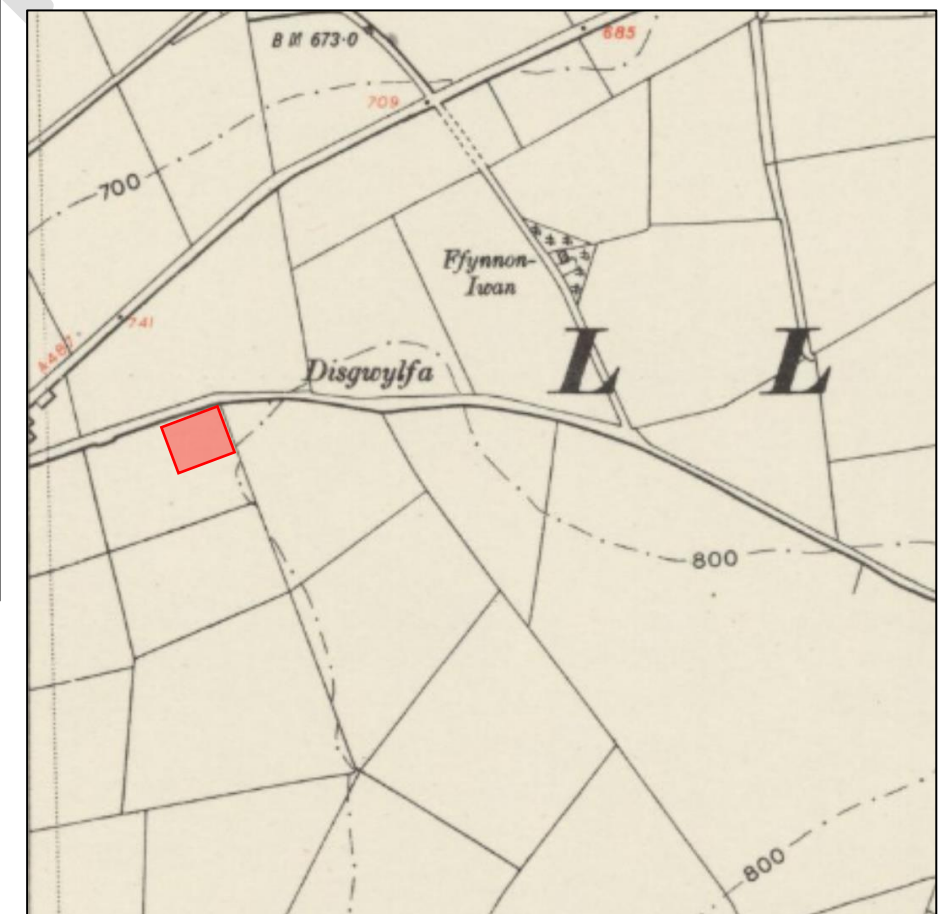 B M 673·0
685
709
700
Ffynnon-
Iwan
741
A487
L
L
Disgwylfa
800
800